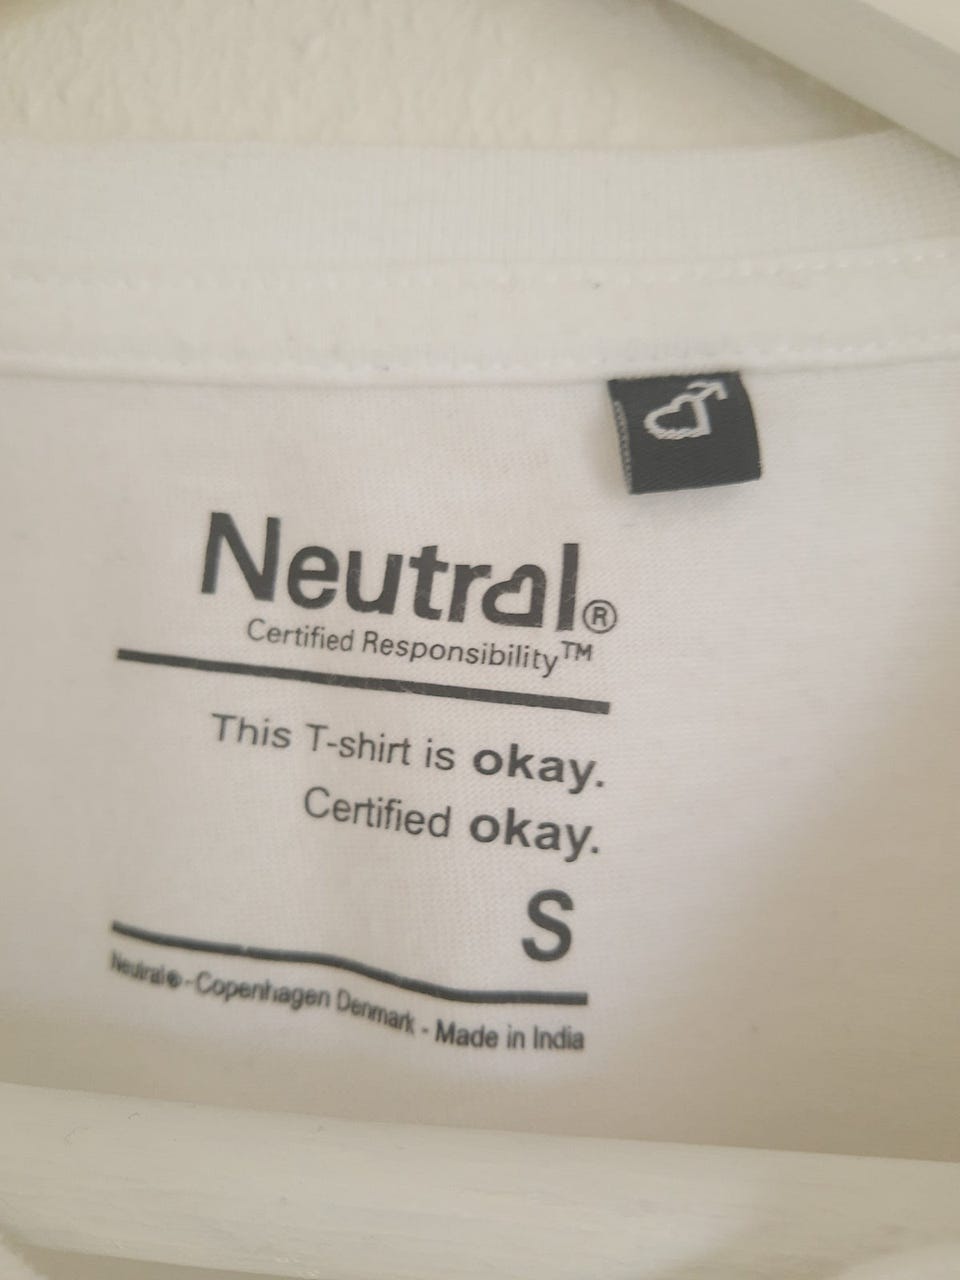 Neutral®
Certified Responsibility™
This T-shirt is okay.
Certified okay.
S
Neutral® - Copenhagen Denmark - Made in India